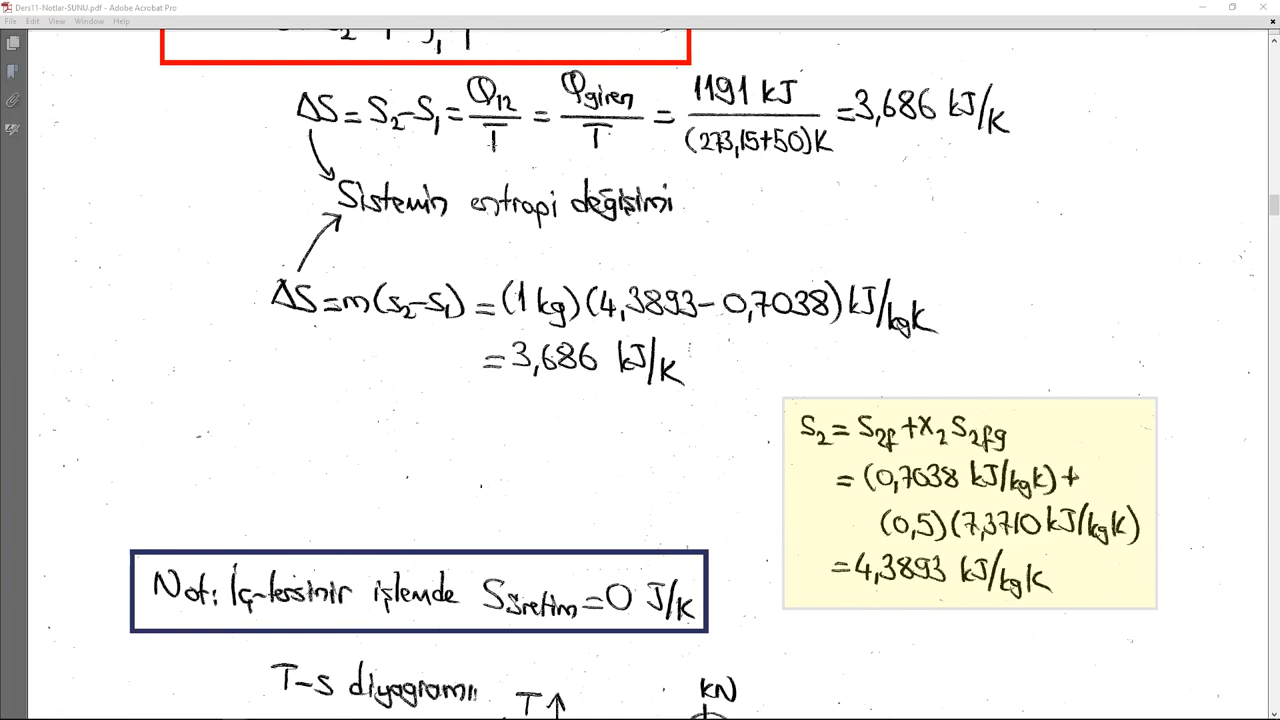 Ders11-Notlar-SUNU.pdf - Adobe Acrobat Pro
File Edit View Window Help
ΔS = S₂-S₁ = Q₁₂/T = Qgiren/T = 1191 kJ/(273,15+50)K = 3,686 kJ/K
Sistemin entropi değişimi
ΔS = m(s₂-s₁) = (1 kg)(4,3893-0,7038) kJ/kgK
= 3,686 kJ/K
S₂ = S₂f + x₂ S₂fg
= (0,7038 kJ/kgK) +
(0,5)(7,3710 kJ/kgK)
= 4,3893 kJ/kgK
Not: İç-tersinir işlemde Süretim = 0 J/K
T-s diyagramı
T
KN